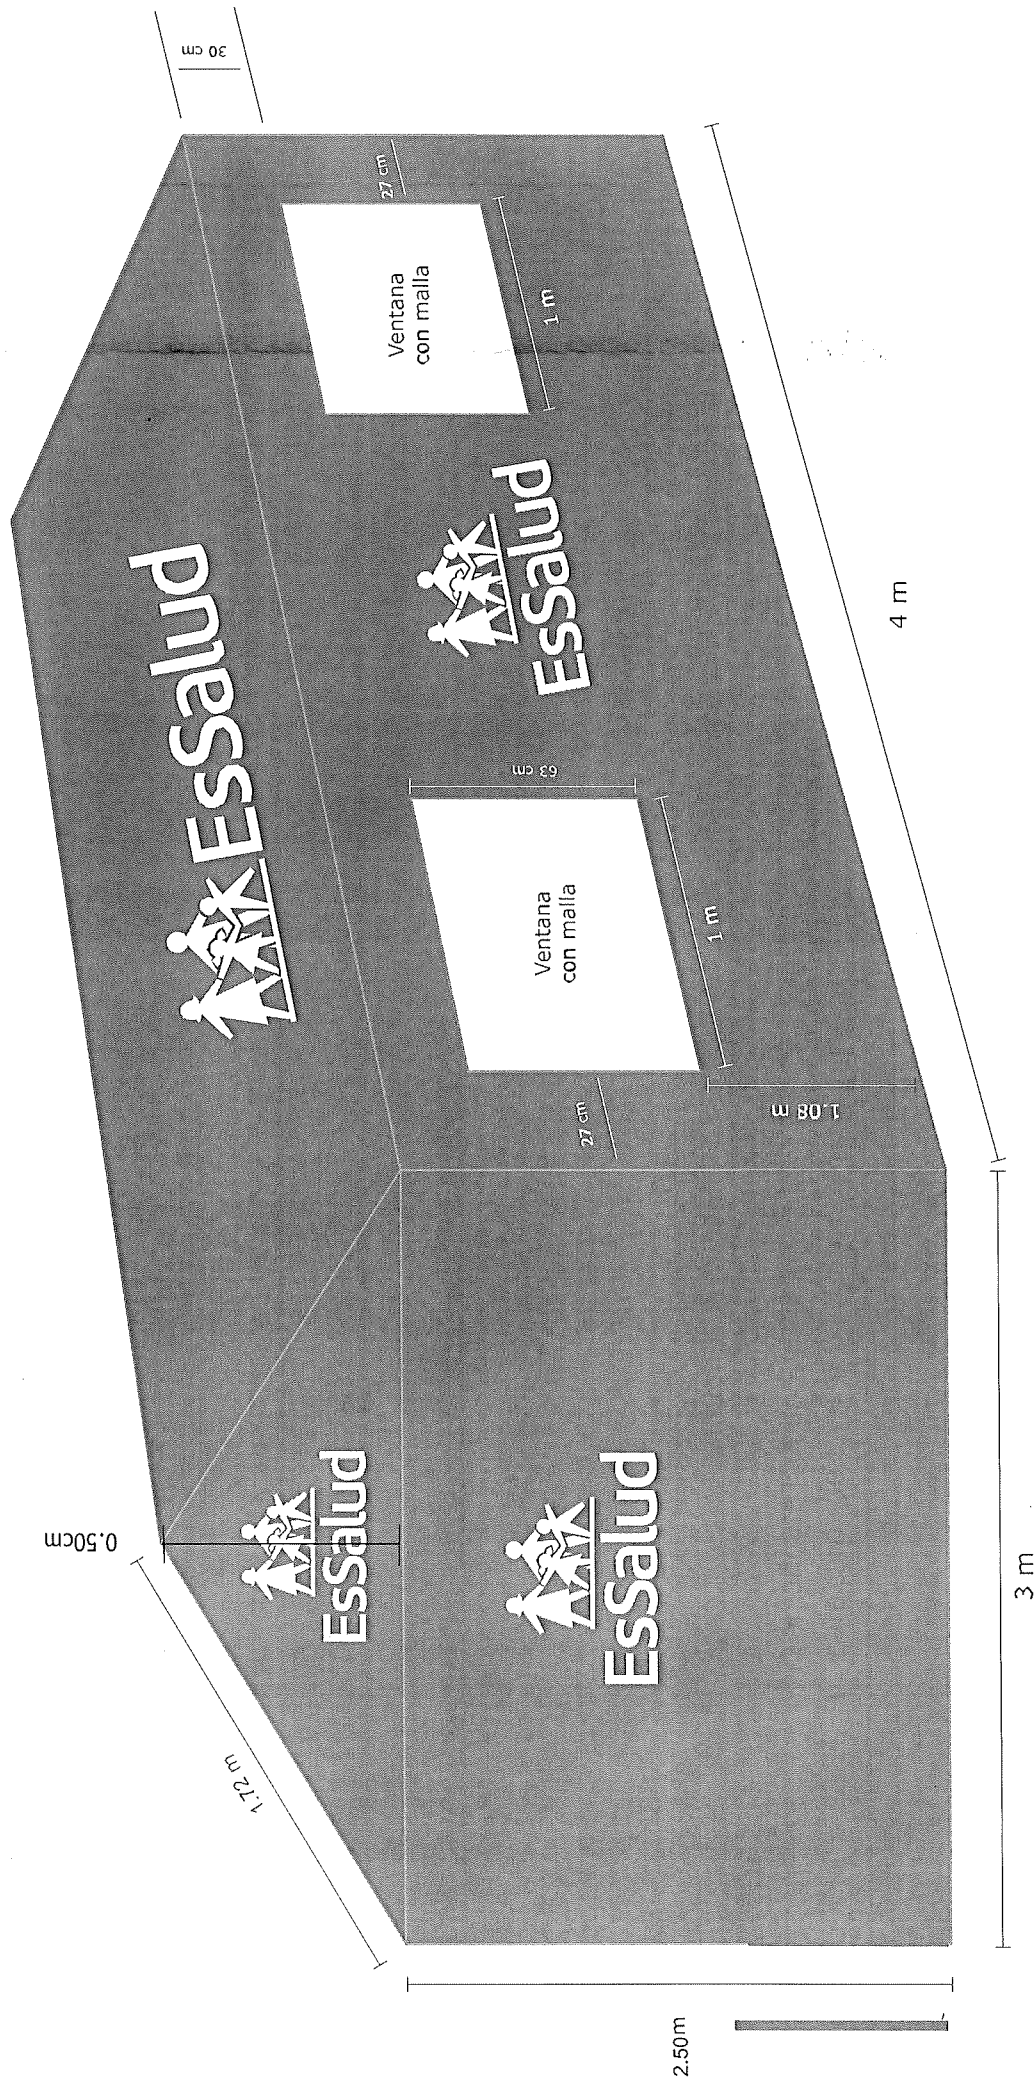 30 cm
27 cm
Ventana
con malla
1 m
EsSalud
EsSalud
4 m
63 cm
Ventana
con malla
1 m
27 cm
1.08 m
0.50cm
EsSalud
EsSalud
1.72 m
3 m
2.50m